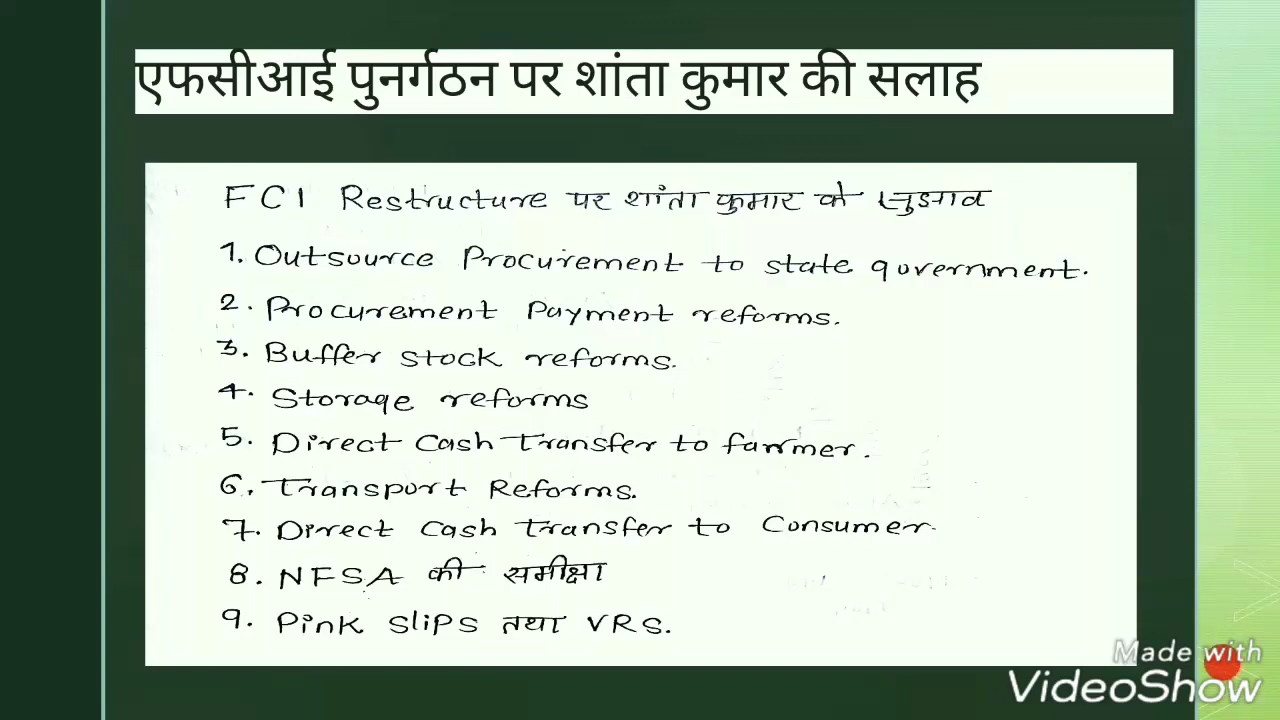 एफसीआई पुनर्गठन पर शांता कुमार की सलाह
FCI Restructure पर शांता कुमार के सुझाव
1. Outsource Procurement to state government.
2. Procurement Payment reforms.
3. Buffer stock reforms.
4. Storage reforms
5. Direct Cash Transfer to farmer.
6. Transport Reforms.
7. Direct Cash Transfer to Consumer.
8. NFSA की समीक्षा
9. Pink Slips तथा VRS.
Made with
VideoShow